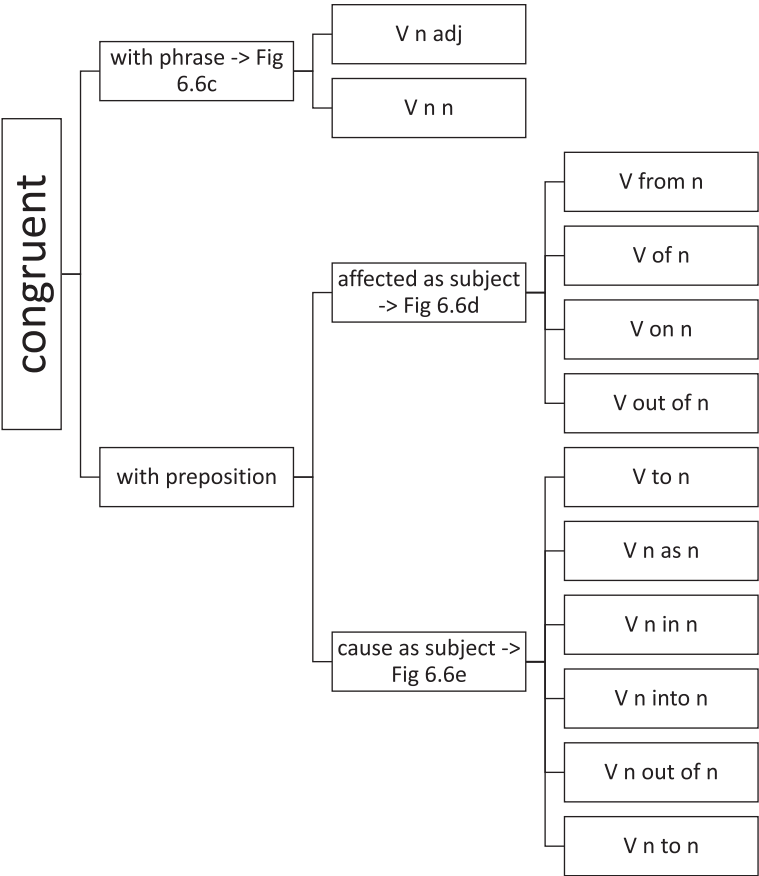 congruent
with phrase -> Fig
6.6c
V n adj
V n n
with preposition
affected as subject
-> Fig 6.6d
V from n
V of n
V on n
V out of n
cause as subject ->
Fig 6.6e
V to n
V n as n
V n in n
V n into n
V n out of n
V n to n